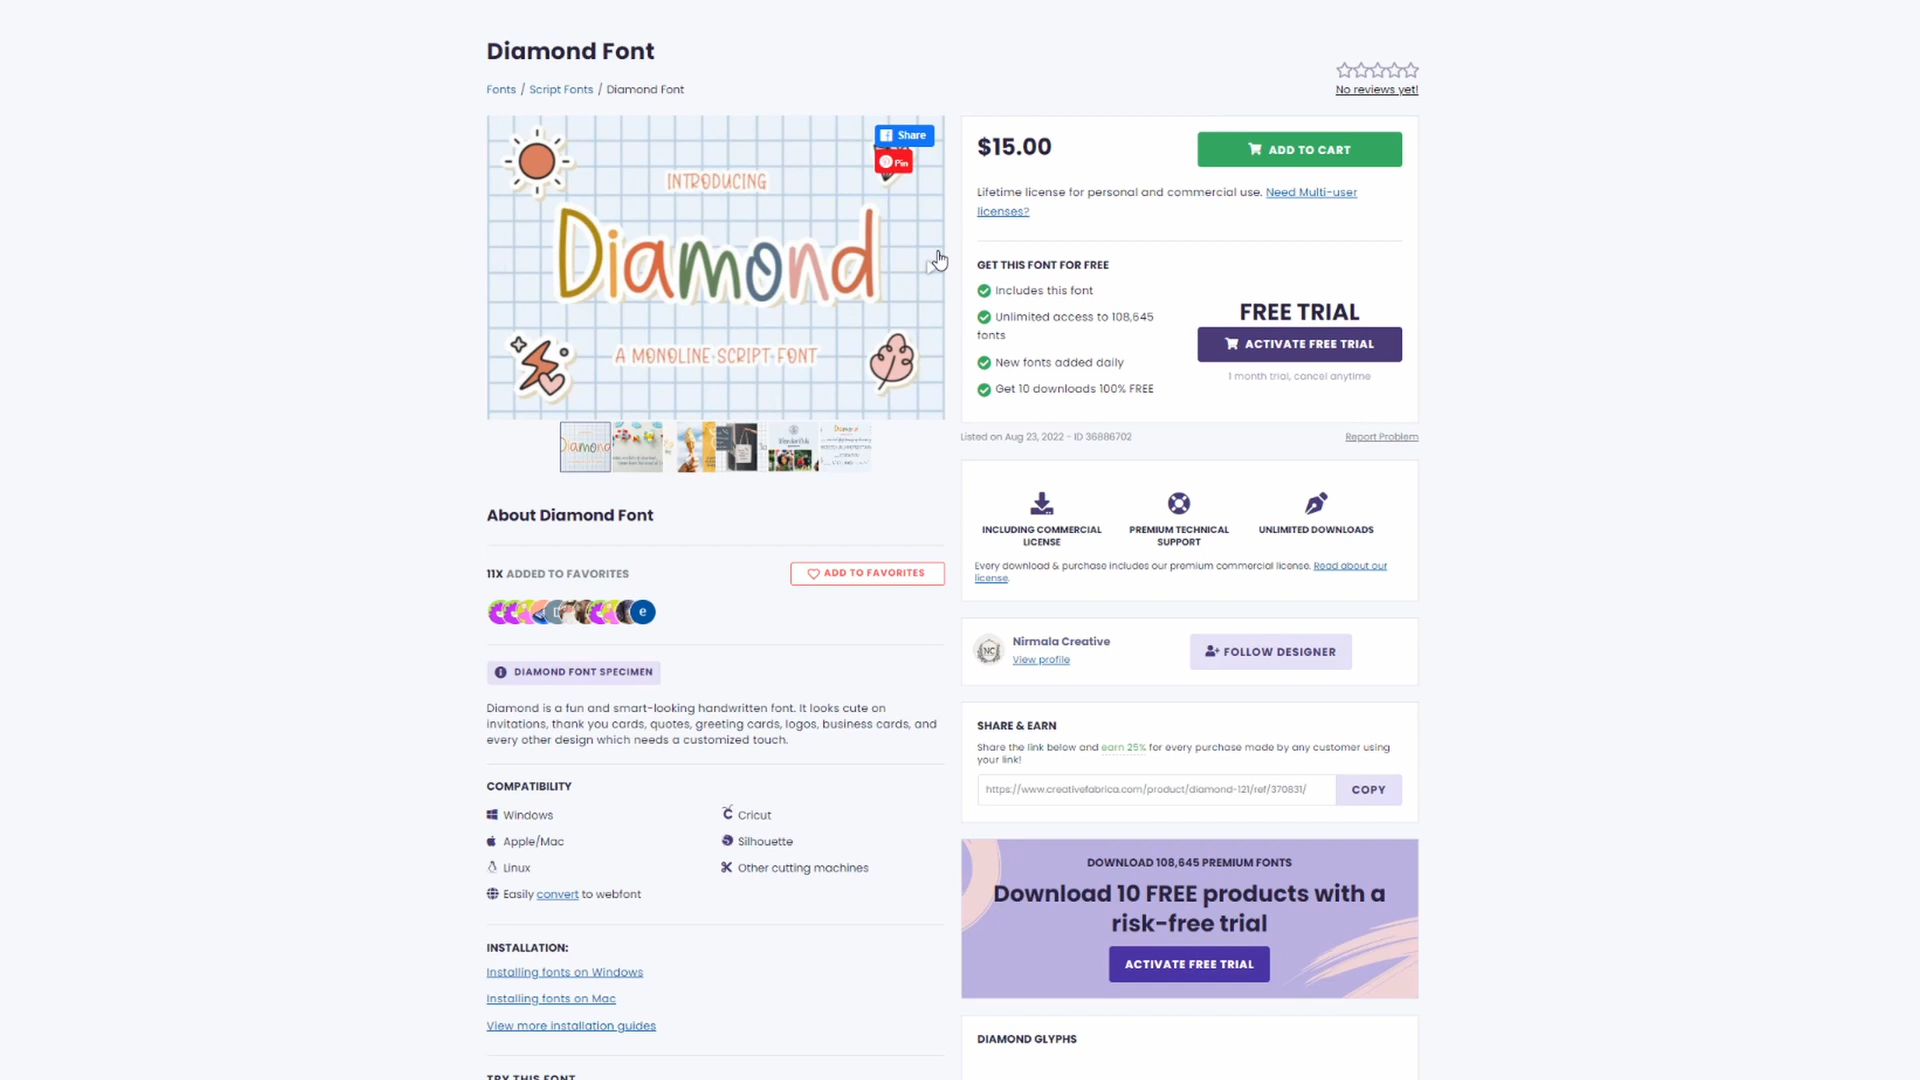 Diamond Font
Fonts / Script Fonts / Diamond Font
No reviews yet!
Share
Pin
INTRODUCING
Diamond
A MONOLINE SCRIPT FONT
$15.00
ADD TO CART
Lifetime license for personal and commercial use. Need Multi-user
licenses?
GET THIS FONT FOR FREE
Includes this font
Unlimited access to 108,645
fonts
New fonts added daily
Get 10 downloads 100% FREE
FREE TRIAL
ACTIVATE FREE TRIAL
1 month trial, cancel anytime
Listed on Aug 23, 2022 - ID 36886702
Report Problem
Diamond
About Diamond Font
11X ADDED TO FAVORITES
ADD TO FAVORITES
e
DIAMOND FONT SPECIMEN
Diamond is a fun and smart-looking handwritten font. It looks cute on
invitations, thank you cards, quotes, greeting cards, logos, business cards, and
every other design which needs a customized touch.
COMPATIBILITY
Windows
Cricut
Apple/Mac
Silhouette
Linux
Other cutting machines
Easily convert to webfont
INSTALLATION:
Installing fonts on Windows
Installing fonts on Mac
View more installation guides
TRY THIS FONT
INCLUDING COMMERCIAL
LICENSE
PREMIUM TECHNICAL
SUPPORT
UNLIMITED DOWNLOADS
Every download & purchase includes our premium commercial license. Read about our
license.
NC
Nirmala Creative
View profile
FOLLOW DESIGNER
SHARE & EARN
Share the link below and earn 25% for every purchase made by any customer using
your link!
https://www.creativefabrica.com/product/diamond-121/ref/370831/
COPY
DOWNLOAD 108,645 PREMIUM FONTS
Download 10 FREE products with a
risk-free trial
ACTIVATE FREE TRIAL
DIAMOND GLYPHS